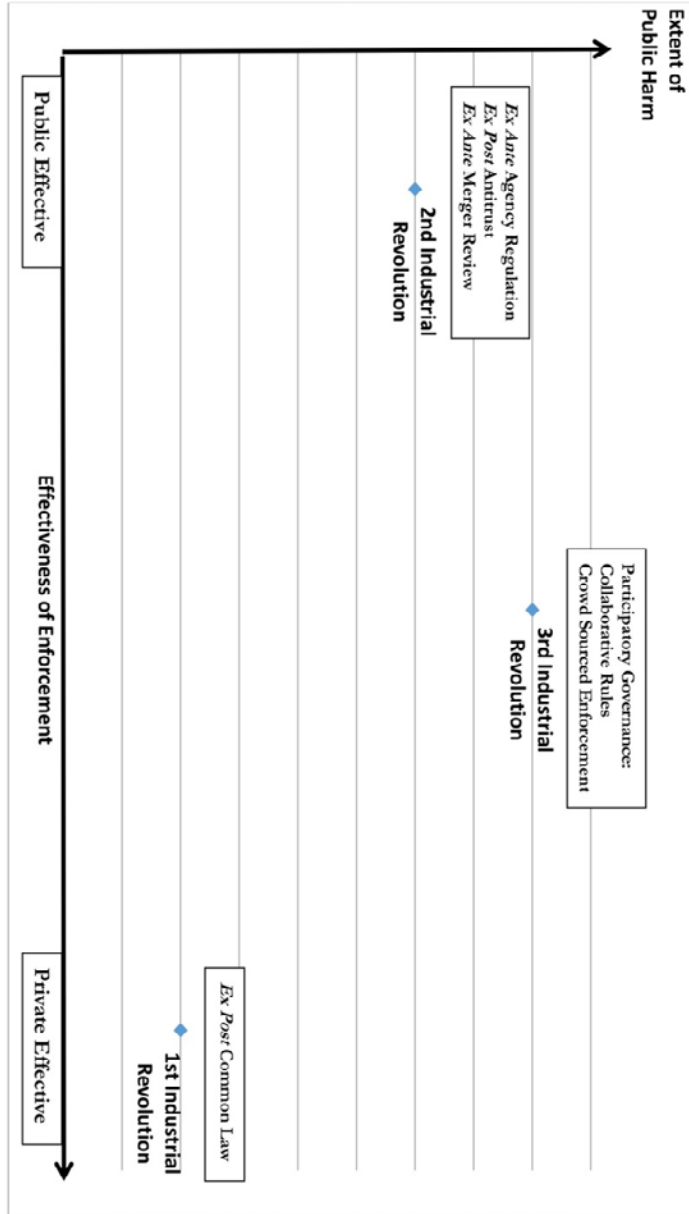 Extent of
Public Harm
Participatory Governance:
Collaborative Rules
Crowd Sourced Enforcement
3rd Industrial
Revolution
Ex Ante Agency Regulation
Ex Post Antitrust
Ex Ante Merger Review
2nd Industrial
Revolution
Ex Post Common Law
1st Industrial
Revolution
Public Effective
Effectiveness of Enforcement
Private Effective